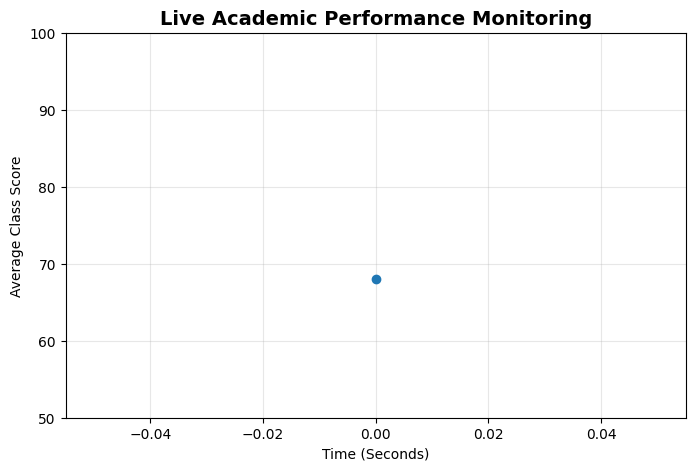 Live Academic Performance Monitoring
100
90
80
70
60
50
Average Class Score
−0.04 −0.02 0.00 0.02 0.04
Time (Seconds)